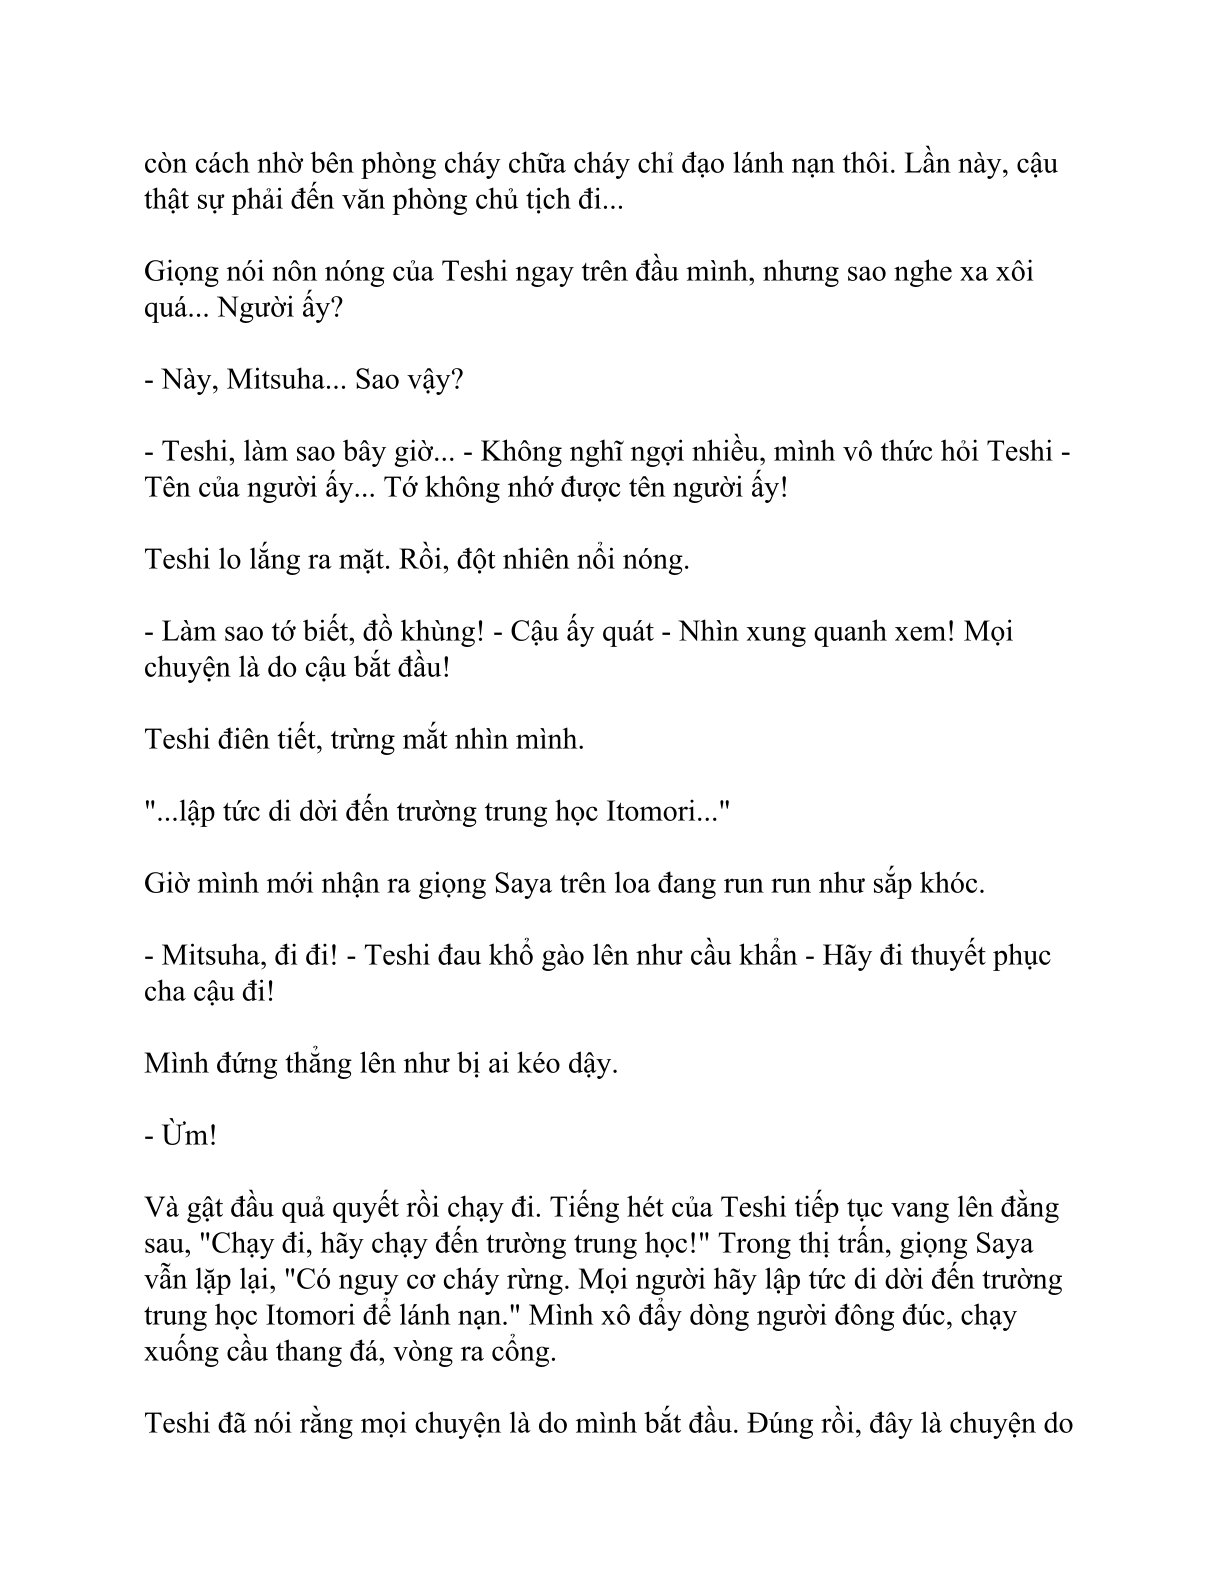 còn cách nhờ bên phòng cháy chữa cháy chỉ đạo lánh nạn thôi. Lần này, cậu
thật sự phải đến văn phòng chủ tịch đi...
Giọng nói nôn nóng của Teshi ngay trên đầu mình, nhưng sao nghe xa xôi
quá... Người ấy?
- Này, Mitsuha... Sao vậy?
- Teshi, làm sao bây giờ... - Không nghĩ ngợi nhiều, mình vô thức hỏi Teshi -
Tên của người ấy... Tớ không nhớ được tên người ấy!
Teshi lo lắng ra mặt. Rồi, đột nhiên nổi nóng.
- Làm sao tớ biết, đồ khùng! - Cậu ấy quát - Nhìn xung quanh xem! Mọi
chuyện là do cậu bắt đầu!
Teshi điên tiết, trừng mắt nhìn mình.
"...lập tức di dời đến trường trung học Itomori..."
Giờ mình mới nhận ra giọng Saya trên loa đang run run như sắp khóc.
- Mitsuha, đi đi! - Teshi đau khổ gào lên như cầu khẩn - Hãy đi thuyết phục
cha cậu đi!
Mình đứng thẳng lên như bị ai kéo dậy.
- Ừm!
Và gật đầu quả quyết rồi chạy đi. Tiếng hét của Teshi tiếp tục vang lên đằng
sau, "Chạy đi, hãy chạy đến trường trung học!" Trong thị trấn, giọng Saya
vẫn lặp lại, "Có nguy cơ cháy rừng. Mọi người hãy lập tức di dời đến trường
trung học Itomori để lánh nạn." Mình xô đẩy dòng người đông đúc, chạy
xuống cầu thang đá, vòng ra cổng.
Teshi đã nói rằng mọi chuyện là do mình bắt đầu. Đúng rồi, đây là chuyện do